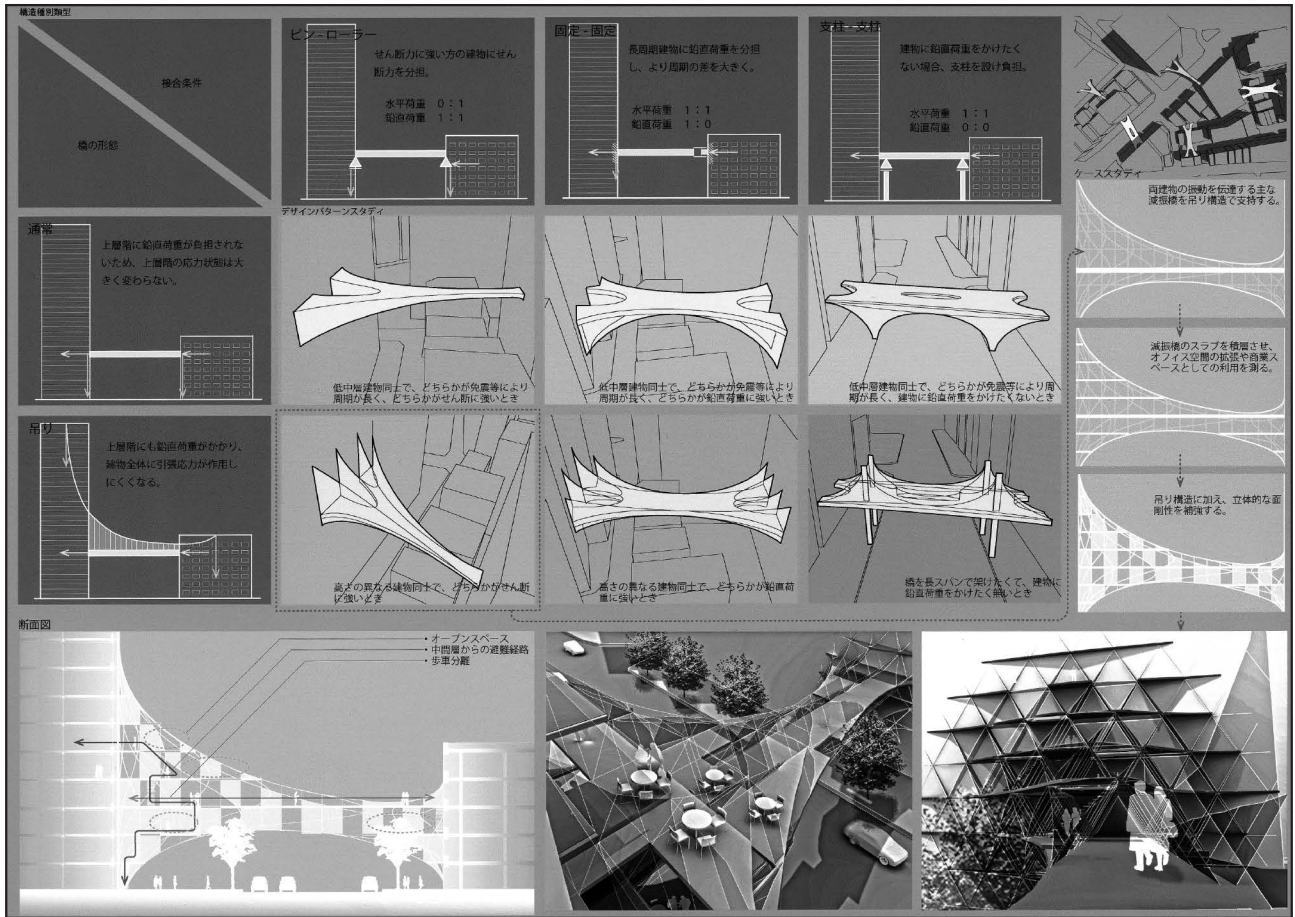 構造種別類型
接合条件
橋の形態
ピン-ローラー
せん断力に強い方の建物にせん
断力を分担。
水平荷重 0：1
鉛直荷重 1：1
固定-固定
長周期建物に鉛直荷重を分担
し、より周期の差を大きく。
水平荷重 1：1
鉛直荷重 1：0
支柱-支柱
建物に鉛直荷重をかけたく
ない場合、支柱を設け負担。
水平荷重 1：1
鉛直荷重 0：0
ケーススタディ
両建物の振動を伝達する主な
減振橋を吊り構造で支持する。
減振橋のスラブを積層させ、
オフィス空間の拡張や商業ス
ペースとしての利用を測る。
吊り構造に加え、立体的な面
剛性を補強する。
デザインパターンスタディ
通常
上層階に鉛直荷重が負担されな
いため、上層階の応力状態は大
きく変わらない。
低中層建物同士で、どちらかが免震等により
周期が長く、どちらかがせん断に強いとき
低中層建物同士で、どちらかが免震等により
周期が長く、どちらかが鉛直荷重に強いとき
低中層建物同士で、どちらかが免震等により周
期が長く、建物に鉛直荷重をかけたくないとき
吊り
上層階にも鉛直荷重がかかり、
建物全体に引張応力が作用し
にくくなる。
高さの異なる建物同士で、どちらかがせん断
に強いとき
高さの異なる建物同士で、どちらかが鉛直荷
重に強いとき
橋を長スパンで架けたくて、建物に
鉛直荷重をかけたく無いとき
断面図
・オープンスペース
・中間層からの避難経路
・歩車分離